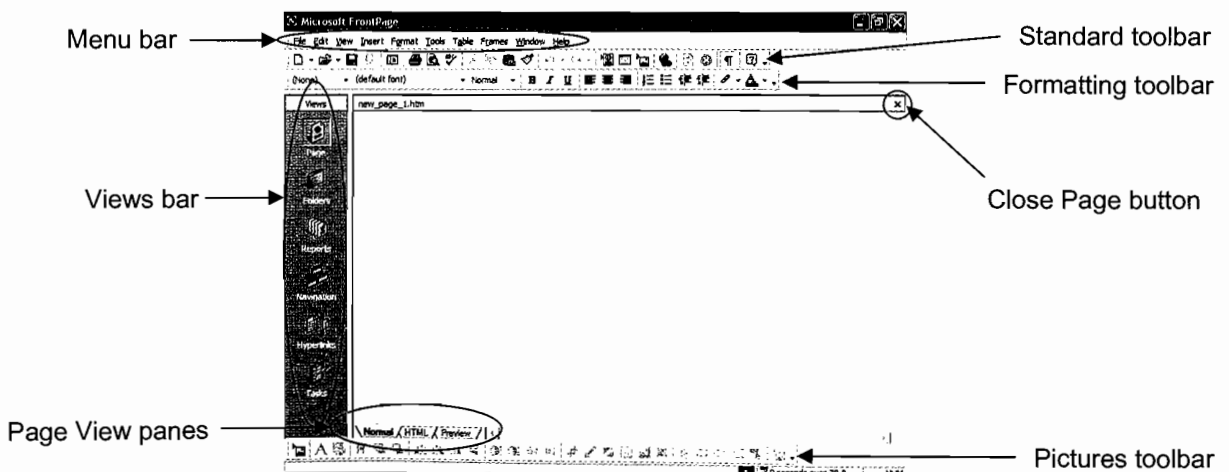 Microsoft FrontPage
Menu bar
File Edit View Insert Format Tools Table Frames Window Help
Standard toolbar
(None) (default font) Normal B I U A
Formatting toolbar
Views
new_page_1.htm
Page
Views bar
Folders
Close Page button
Reports
Navigation
Hyperlinks
Tasks
Page View panes
Normal HTML Preview
A
Pictures toolbar